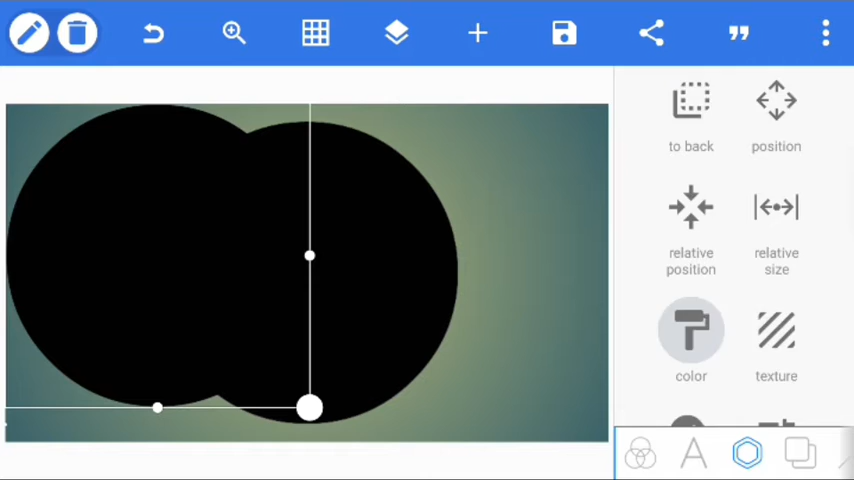 to back
position
relative
position
relative
size
color
texture